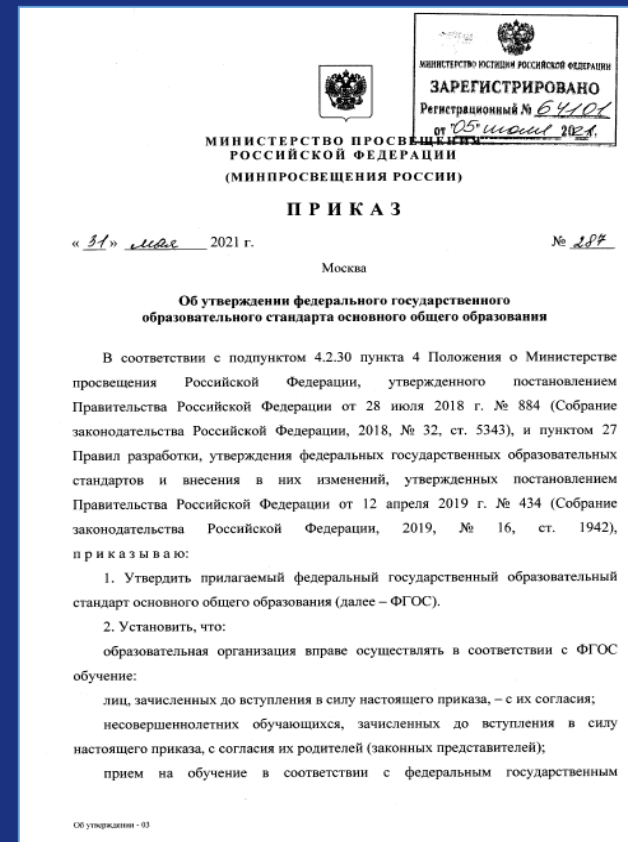 МИНИСТЕРСТВО ЮСТИЦИИ РОССИЙСКОЙ ФЕДЕРАЦИИ
ЗАРЕГИСТРИРОВАНО
Регистрационный № 64101
от "05" июля 2021.
МИНИСТЕРСТВО ПРОСВЕЩЕНИЯ
РОССИЙСКОЙ ФЕДЕРАЦИИ
(МИНПРОСВЕЩЕНИЯ РОССИИ)
ПРИКАЗ
« 31 » мая 2021 г. № 287
Москва
Об утверждении федерального государственного
образовательного стандарта основного общего образования
В соответствии с подпунктом 4.2.30 пункта 4 Положения о Министерстве
просвещения Российской Федерации, утвержденного постановлением
Правительства Российской Федерации от 28 июля 2018 г. № 884 (Собрание
законодательства Российской Федерации, 2018, № 32, ст. 5343), и пунктом 27
Правил разработки, утверждения федеральных государственных образовательных
стандартов и внесения в них изменений, утвержденных постановлением
Правительства Российской Федерации от 12 апреля 2019 г. № 434 (Собрание
законодательства Российской Федерации, 2019, № 16, ст. 1942),
п р и к а з ы в а ю:
1. Утвердить прилагаемый федеральный государственный образовательный
стандарт основного общего образования (далее – ФГОС).
2. Установить, что:
образовательная организация вправе осуществлять в соответствии с ФГОС
обучение:
лиц, зачисленных до вступления в силу настоящего приказа, – с их согласия;
несовершеннолетних обучающихся, зачисленных до вступления в силу
настоящего приказа, с согласия их родителей (законных представителей);
прием на обучение в соответствии с федеральным государственным
Об утверждении - 03